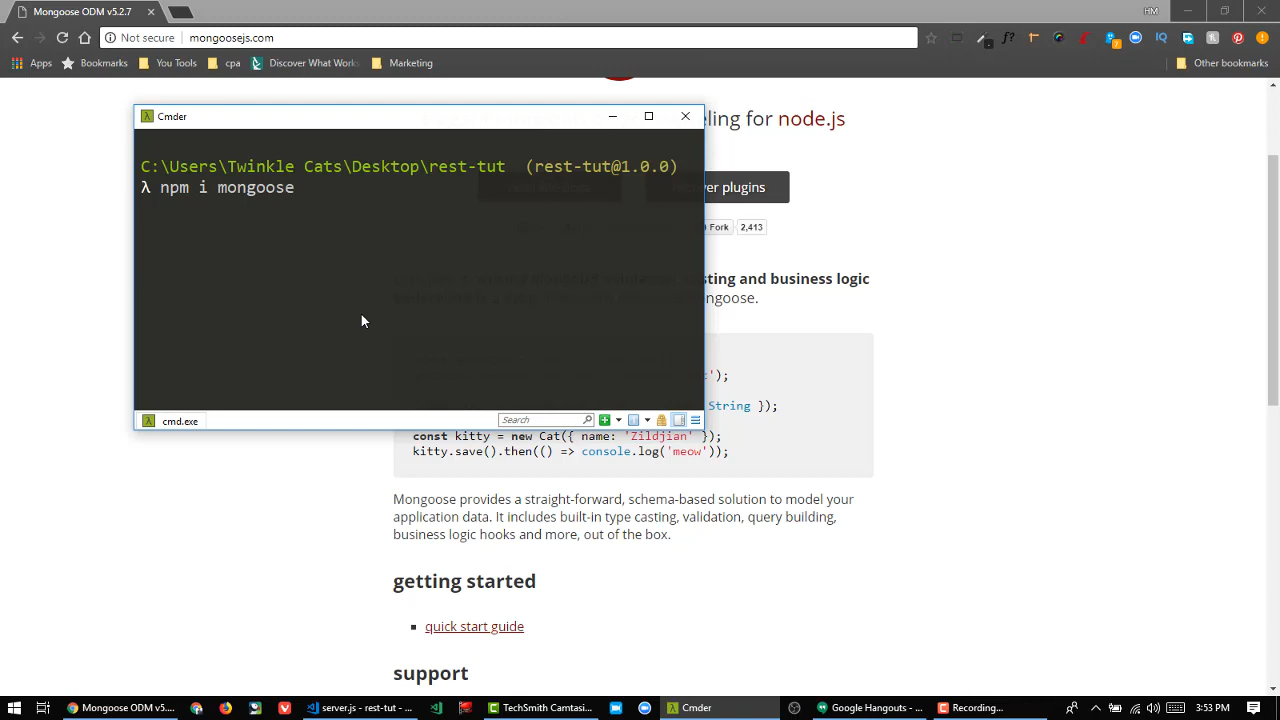 Mongoose ODM v5.2.7
HM
Not secure
mongoosejs.com
Apps
Bookmarks
You Tools
cpa
Discover What Works
Marketing
Other bookmarks
Cmder
ling for node.js
C:\Users\Twinkle Cats\Desktop\rest-tut (rest-tut@1.0.0)
λ npm i mongoose
ver plugins
Fork
2,413
sting and business logic
ngoose.
');
String });
cmd.exe
Search
const kitty = new Cat({ name: 'Zildjian' });
kitty.save().then(() => console.log('meow'));
Mongoose provides a straight-forward, schema-based solution to model your
application data. It includes built-in type casting, validation, query building,
business logic hooks and more, out of the box.
getting started
quick start guide
support
Mongoose ODM v5....
server.js - rest-tut - ...
TechSmith Camtasi...
Cmder
Google Hangouts - ...
Recording...
3:53 PM